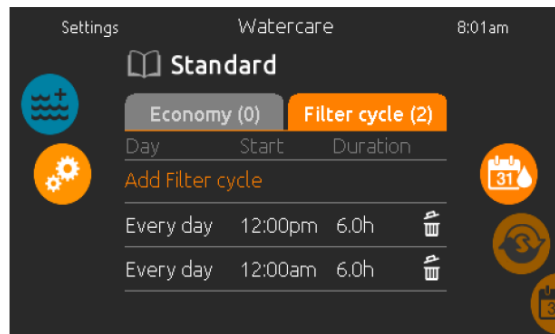 Settings Watercare 8:01am
Standard
Economy (0) Filter cycle (2)
Day Start Duration
Add Filter cycle
31
Every day 12:00pm 6.0h
Every day 12:00am 6.0h